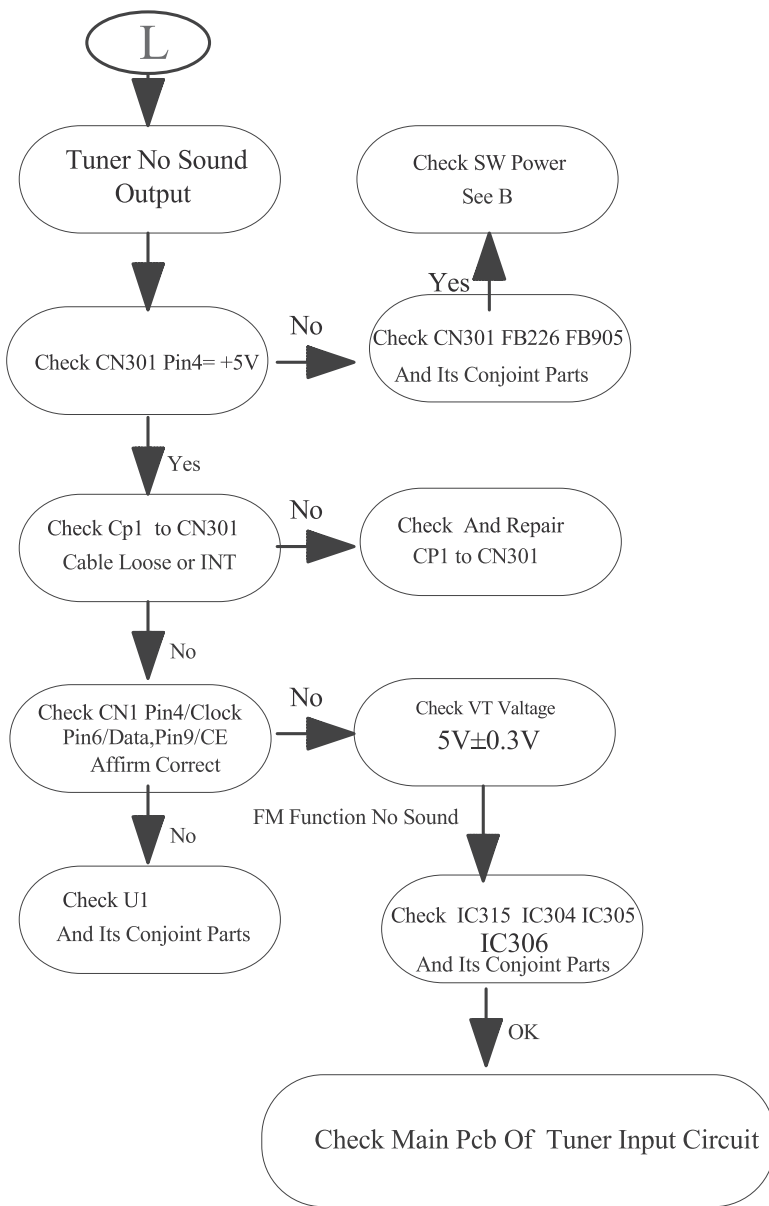 L
Tuner No Sound
Output
Check SW Power
See B
Yes
No
Check CN301 Pin4= +5V
Check CN301 FB226 FB905
And Its Conjoint Parts
Yes
Check Cp1 to CN301
Cable Loose or INT
No
Check And Repair
CP1 to CN301
No
Check CN1 Pin4/Clock
Pin6/Data,Pin9/CE
Affirm Correct
No
Check VT Valtage
5V±0.3V
FM Function No Sound
No
Check U1
And Its Conjoint Parts
Check IC315 IC304 IC305
IC306
And Its Conjoint Parts
OK
Check Main Pcb Of Tuner Input Circuit